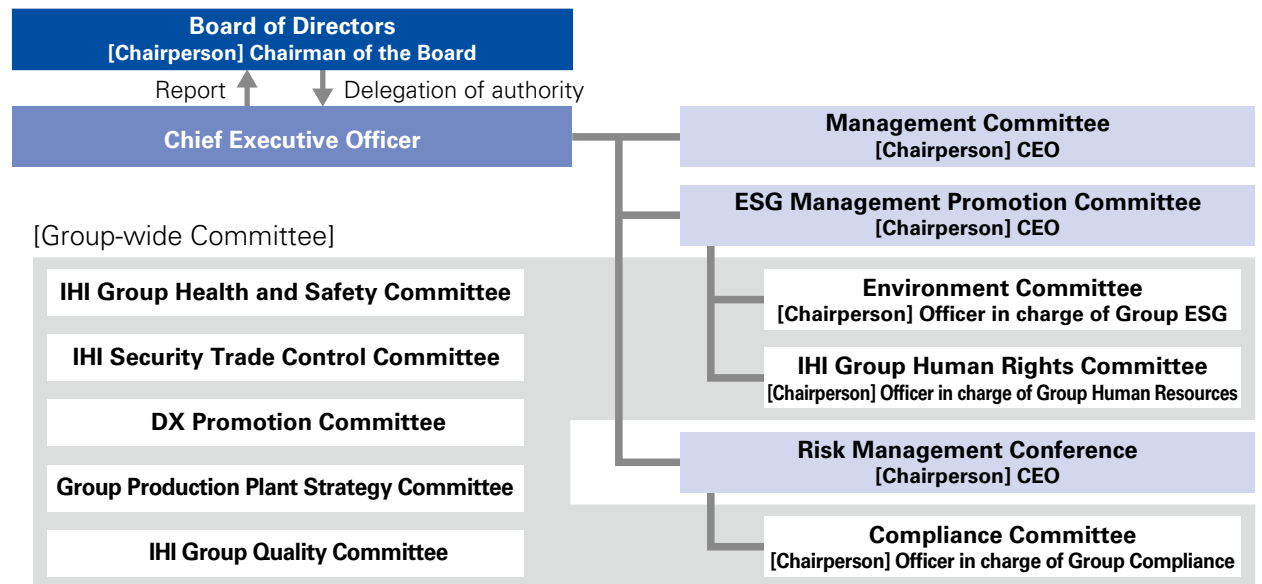 Board of Directors
[Chairperson] Chairman of the Board
Report
Delegation of authority
Chief Executive Officer
Management Committee
[Chairperson] CEO
ESG Management Promotion Committee
[Chairperson] CEO
[Group-wide Committee]
IHI Group Health and Safety Committee
IHI Security Trade Control Committee
DX Promotion Committee
Group Production Plant Strategy Committee
IHI Group Quality Committee
Environment Committee
[Chairperson] Officer in charge of Group ESG
IHI Group Human Rights Committee
[Chairperson] Officer in charge of Group Human Resources
Risk Management Conference
[Chairperson] CEO
Compliance Committee
[Chairperson] Officer in charge of Group Compliance